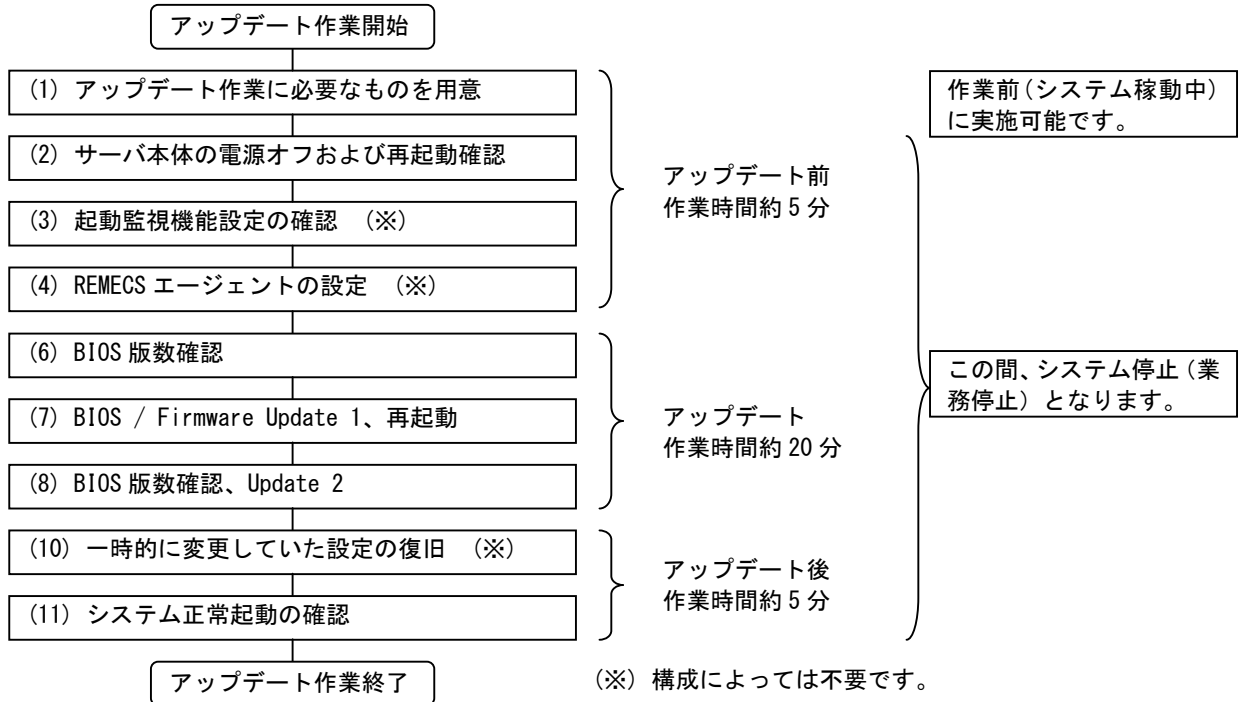 アップデート作業開始
(1) アップデート作業に必要なものを用意
(2) サーバ本体の電源オフおよび再起動確認
(3) 起動監視機能設定の確認 (※)
(4) REMECS エージェントの設定 (※)
アップデート前
作業時間約 5 分
作業前(システム稼動中)
に実施可能です。
(6) BIOS 版数確認
(7) BIOS / Firmware Update 1、再起動
(8) BIOS 版数確認、Update 2
アップデート
作業時間約 20 分
この間、システム停止(業
務停止)となります。
(10) 一時的に変更していた設定の復旧 (※)
(11) システム正常起動の確認
アップデート後
作業時間約 5 分
アップデート作業終了
(※) 構成によっては不要です。